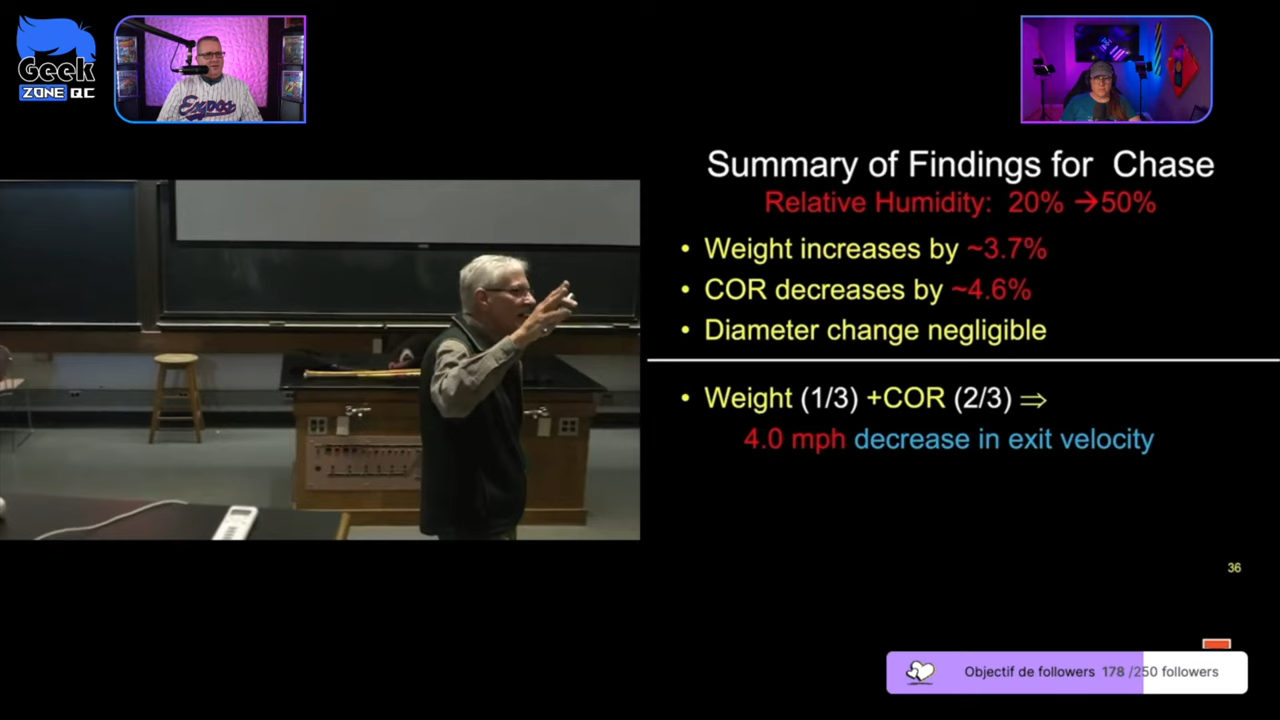 Geek
ZONE QC
Expos
Summary of Findings for Chase
Relative Humidity: 20% →50%
• Weight increases by ~3.7%
• COR decreases by ~4.6%
• Diameter change negligible
• Weight (1/3) +COR (2/3) ⇒
4.0 mph decrease in exit velocity
36
Objectif de followers 178 /250 followers